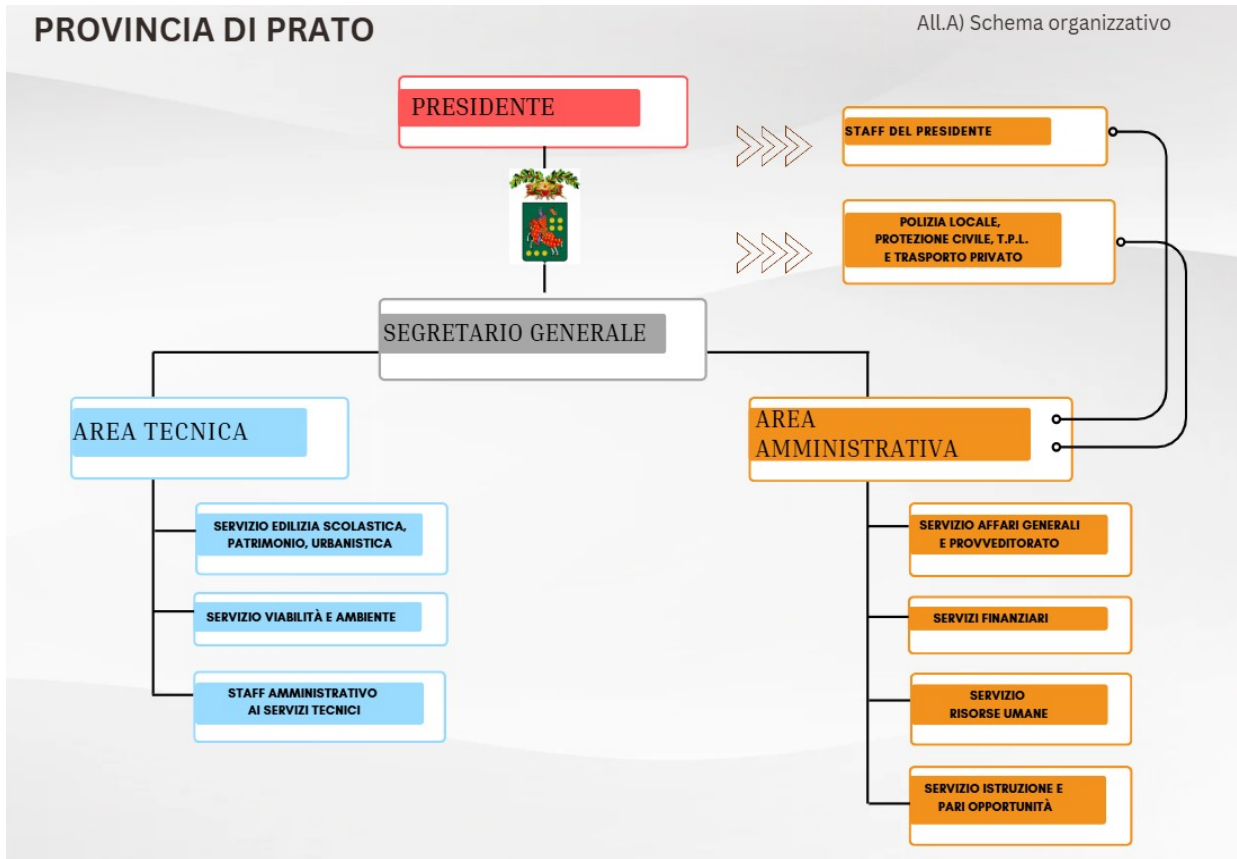 PROVINCIA DI PRATO
All.A) Schema organizzativo
PRESIDENTE
STAFF DEL PRESIDENTE
POLIZIA LOCALE,
PROTEZIONE CIVILE, T.P.L.
E TRASPORTO PRIVATO
SEGRETARIO GENERALE
AREA TECNICA
AREA
AMMINISTRATIVA
SERVIZIO EDILIZIA SCOLASTICA,
PATRIMONIO, URBANISTICA
SERVIZIO VIABILITÀ E AMBIENTE
STAFF AMMINISTRATIVO
AI SERVIZI TECNICI
SERVIZIO AFFARI GENERALI
E PROVVEDITORATO
SERVIZI FINANZIARI
SERVIZIO
RISORSE UMANE
SERVIZIO ISTRUZIONE E
PARI OPPORTUNITÀ